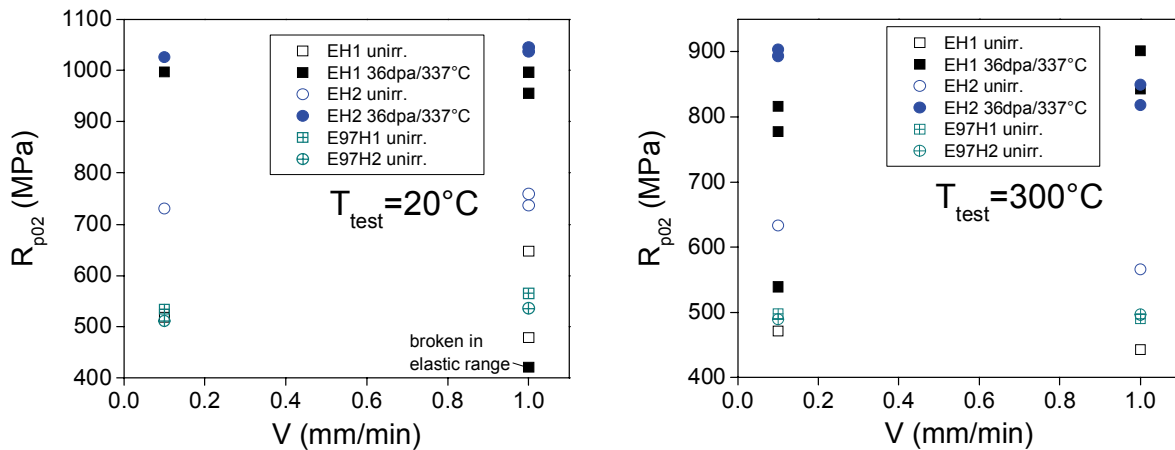 1100
1000
900
800
700
600
500
400
R_p02 (MPa)
EH1 unirr.
EH1 36dpa/337°C
EH2 unirr.
EH2 36dpa/337°C
E97H1 unirr.
E97H2 unirr.
T_test=20°C
broken in
elastic range
0.0 0.2 0.4 0.6 0.8 1.0
V (mm/min)
900
800
700
600
500
400
R_p02 (MPa)
EH1 unirr.
EH1 36dpa/337°C
EH2 unirr.
EH2 36dpa/337°C
E97H1 unirr.
E97H2 unirr.
T_test=300°C
0.0 0.2 0.4 0.6 0.8 1.0
V (mm/min)